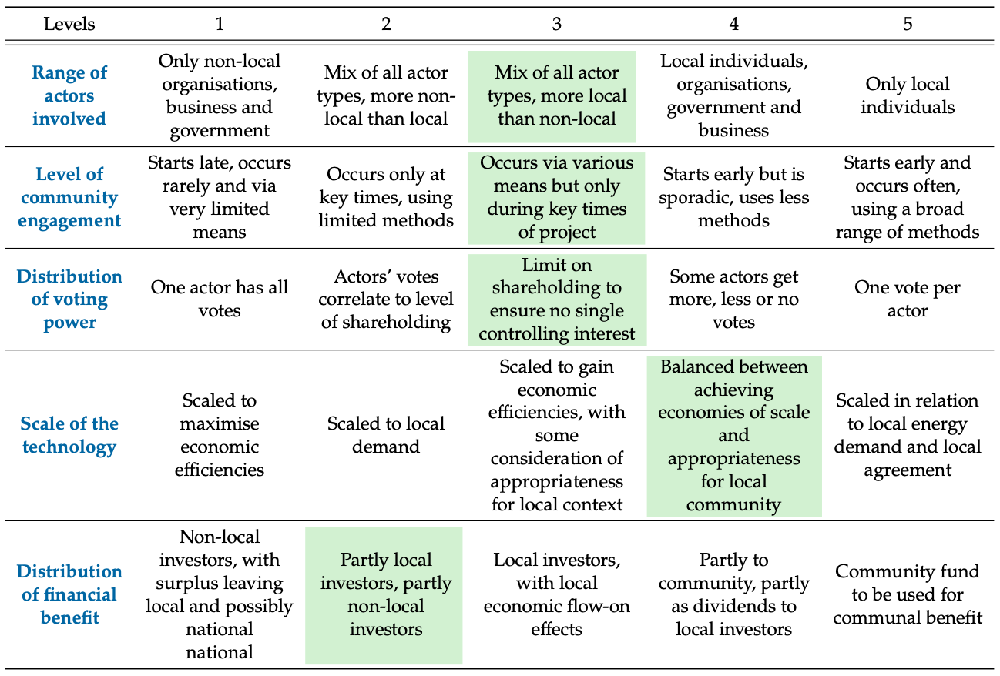 Levels 1 2 3 4 5
Range of
actors
involved
Only non-local
organisations,
business and
government
Mix of all actor
types, more non-
local than local
Mix of all actor
types, more local
than non-local
Local individuals,
organisations,
government and
business
Only local
individuals
Level of
community
engagement
Starts late, occurs
rarely and via
very limited
means
Occurs only at
key times, using
limited methods
Occurs via various
means but only
during key times
of project
Starts early but is
sporadic, uses less
methods
Starts early and
occurs often,
using a broad
range of methods
Distribution
of voting
power
One actor has all
votes
Actors’ votes
correlate to level
of shareholding
Limit on
shareholding to
ensure no single
controlling interest
Some actors get
more, less or no
votes
One vote per
actor
Scale of the
technology
Scaled to
maximise
economic
efficiencies
Scaled to local
demand
Scaled to gain
economic
efficiencies, with
some
consideration of
appropriateness
for local context
Balanced between
achieving
economies of scale
and
appropriateness
for local
community
Scaled in relation
to local energy
demand and local
agreement
Distribution
of financial
benefit
Non-local
investors, with
surplus leaving
local and possibly
national
national
Partly local
investors, partly
non-local
investors
Local investors,
with local
economic flow-on
effects
Partly to
community, partly
as dividends to
local investors
Community fund
to be used for
communal benefit